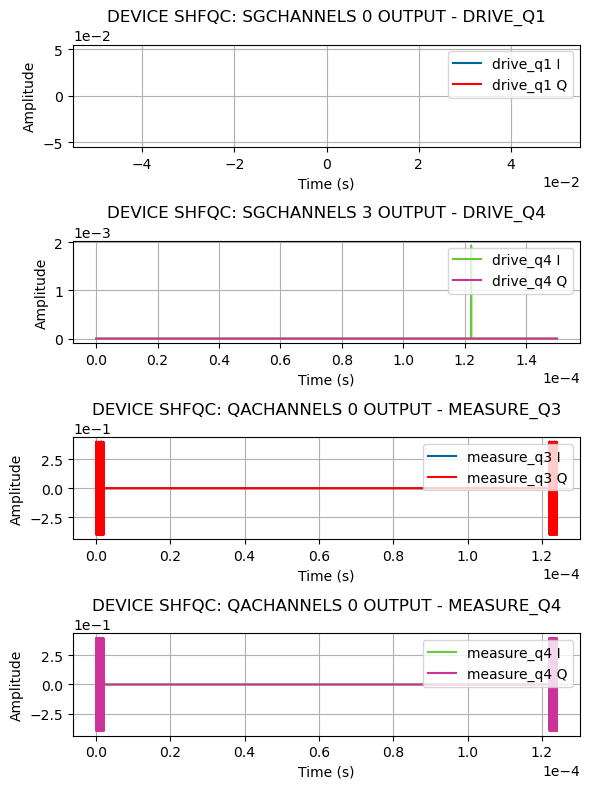 DEVICE SHFQC: SGCHANNELS 0 OUTPUT - DRIVE_Q1
1e−2
5
0
−5
Amplitude
drive_q1 I
drive_q1 Q
−4 −2 0 2 4
Time (s)
1e−2
DEVICE SHFQC: SGCHANNELS 3 OUTPUT - DRIVE_Q4
1e−3
2
1
0
Amplitude
drive_q4 I
drive_q4 Q
0.0 0.2 0.4 0.6 0.8 1.0 1.2 1.4
Time (s)
1e−4
DEVICE SHFQC: QACHANNELS 0 OUTPUT - MEASURE_Q3
1e−1
2.5
0.0
−2.5
Amplitude
measure_q3 I
measure_q3 Q
0.0 0.2 0.4 0.6 0.8 1.0 1.2
Time (s)
1e−4
DEVICE SHFQC: QACHANNELS 0 OUTPUT - MEASURE_Q4
1e−1
2.5
0.0
−2.5
Amplitude
measure_q4 I
measure_q4 Q
0.0 0.2 0.4 0.6 0.8 1.0 1.2
Time (s)
1e−4